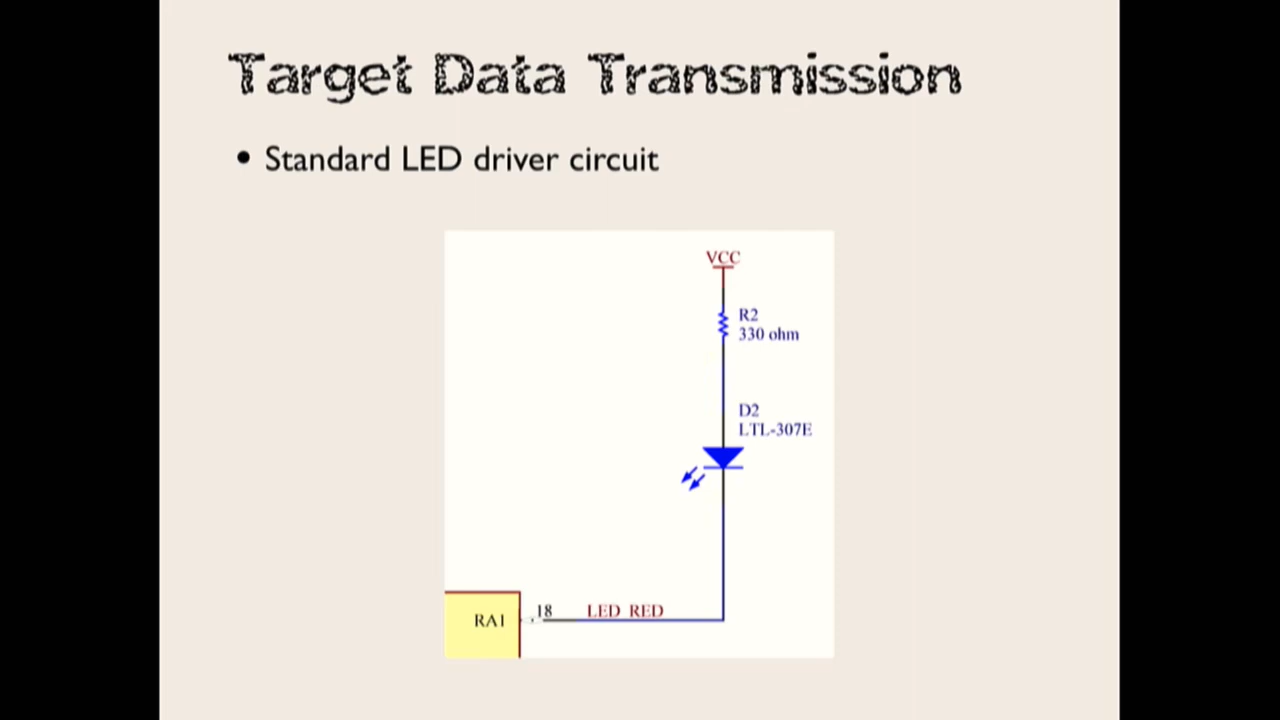 Target Data Transmission
• Standard LED driver circuit
VCC
R2
330 ohm
D2
LTL-307E
RA1
18
LED_RED